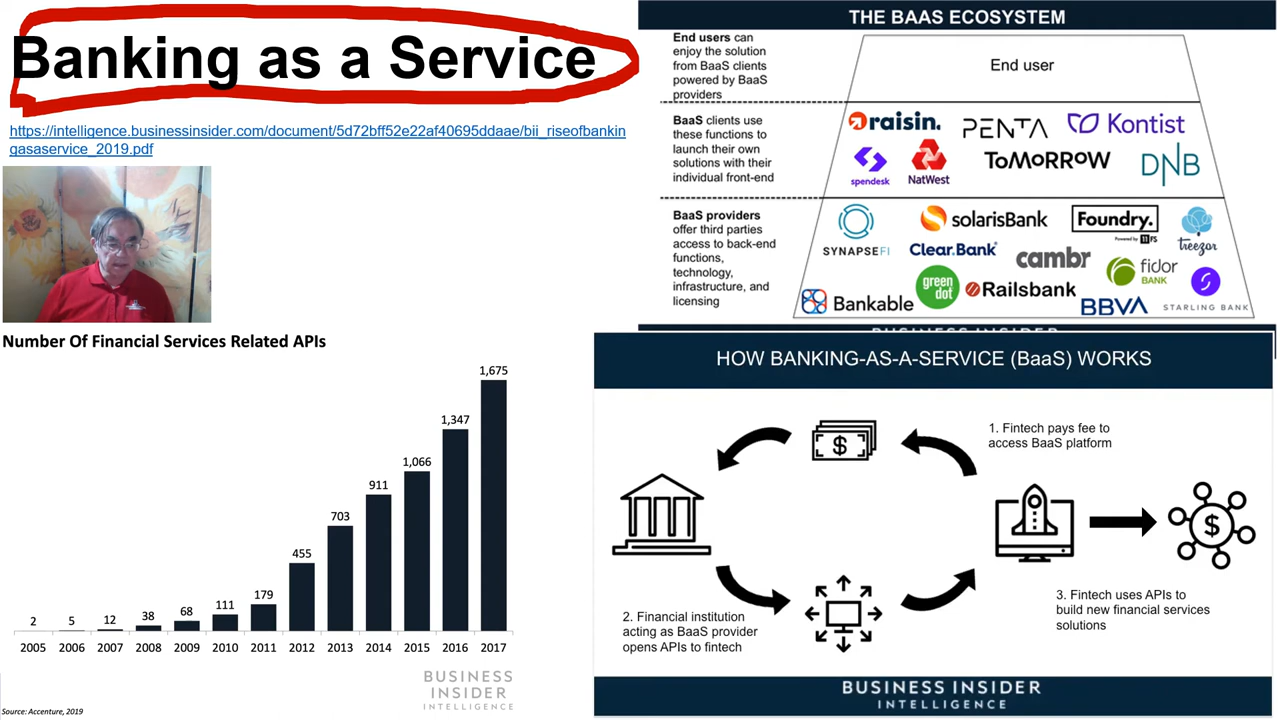 Banking as a Service
https://intelligence.businessinsider.com/document/5d72bff52e22af40695ddaae/bii_riseofbankin
gasaservice_2019.pdf
THE BAAS ECOSYSTEM
End users can
enjoy the solution
from BaaS clients
powered by BaaS
providers
End user
BaaS clients use
these functions to
launch their own
solutions with their
individual front-end
raisin.
PENTA
Kontist
spendesk
NatWest
ToMoRRoW
DNB
BaaS providers
offer third parties
access to back-end
functions,
technology,
infrastructure, and
licensing
SYNAPSEFI
solarisBank
Foundry.
Powered by 11FS
treezor
Clear.Bank
cambr
fidor
BANK
green
dot
Railsbank
Bankable
BBVA
STARLING BANK
BUSINESS INSIDER
Number Of Financial Services Related APIs
1,675
1,347
1,066
911
703
455
179
111
68
38
12
5
2
2005 2006 2007 2008 2009 2010 2011 2012 2013 2014 2015 2016 2017
BUSINESS
INSIDER
INTELLIGENCE
Source: Accenture, 2019
HOW BANKING-AS-A-SERVICE (BaaS) WORKS
1. Fintech pays fee to
access BaaS platform
$
$
2. Financial institution
acting as BaaS provider
opens APIs to fintech
3. Fintech uses APIs to
build new financial services
solutions
BUSINESS INSIDER
INTELLIGENCE